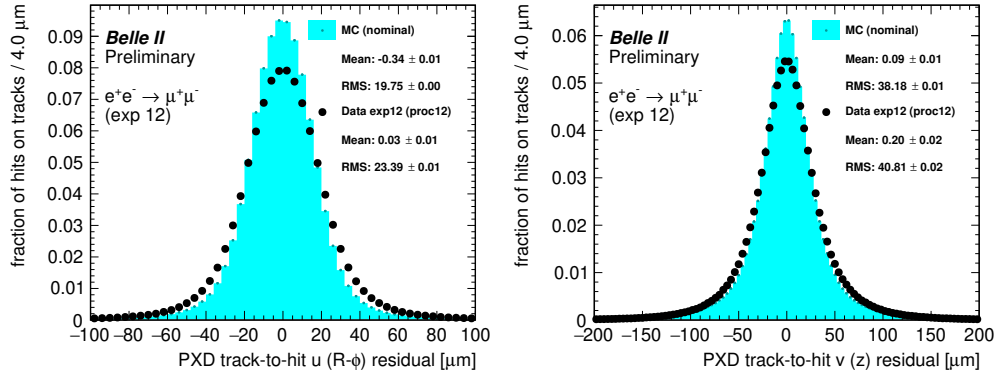 fraction of hits on tracks / 4.0 μm
0.09
0.08
0.07
0.06
0.05
0.04
0.03
0.02
0.01
0
Belle II
Preliminary
e⁺e⁻ → μ⁺μ⁻
(exp 12)
MC (nominal)
Mean: -0.34 ± 0.01
RMS: 19.75 ± 0.00
Data exp12 (proc12)
Mean: 0.03 ± 0.01
RMS: 23.39 ± 0.01
−100 −80 −60 −40 −20 0 20 40 60 80 100
PXD track-to-hit u (R-ϕ) residual [μm]
fraction of hits on tracks / 4.0 μm
0.06
0.05
0.04
0.03
0.02
0.01
0
Belle II
Preliminary
e⁺e⁻ → μ⁺μ⁻
(exp 12)
MC (nominal)
Mean: 0.09 ± 0.01
RMS: 38.18 ± 0.01
Data exp12 (proc12)
Mean: 0.20 ± 0.02
RMS: 40.81 ± 0.02
−200 −150 −100 −50 0 50 100 150 200
PXD track-to-hit v (z) residual [μm]